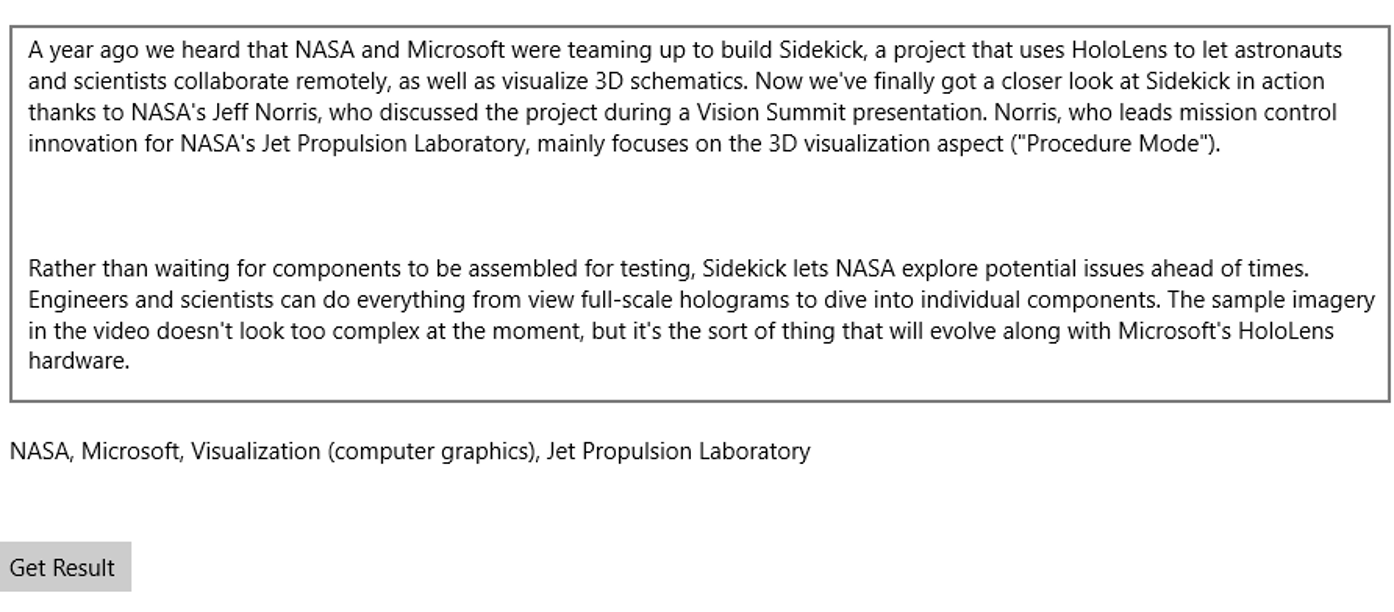 A year ago we heard that NASA and Microsoft were teaming up to build Sidekick, a project that uses HoloLens to let astronauts
and scientists collaborate remotely, as well as visualize 3D schematics. Now we've finally got a closer look at Sidekick in action
thanks to NASA's Jeff Norris, who discussed the project during a Vision Summit presentation. Norris, who leads mission control
innovation for NASA's Jet Propulsion Laboratory, mainly focuses on the 3D visualization aspect ("Procedure Mode").
Rather than waiting for components to be assembled for testing, Sidekick lets NASA explore potential issues ahead of times.
Engineers and scientists can do everything from view full-scale holograms to dive into individual components. The sample imagery
in the video doesn't look too complex at the moment, but it's the sort of thing that will evolve along with Microsoft's HoloLens
hardware.
NASA, Microsoft, Visualization (computer graphics), Jet Propulsion Laboratory
Get Result